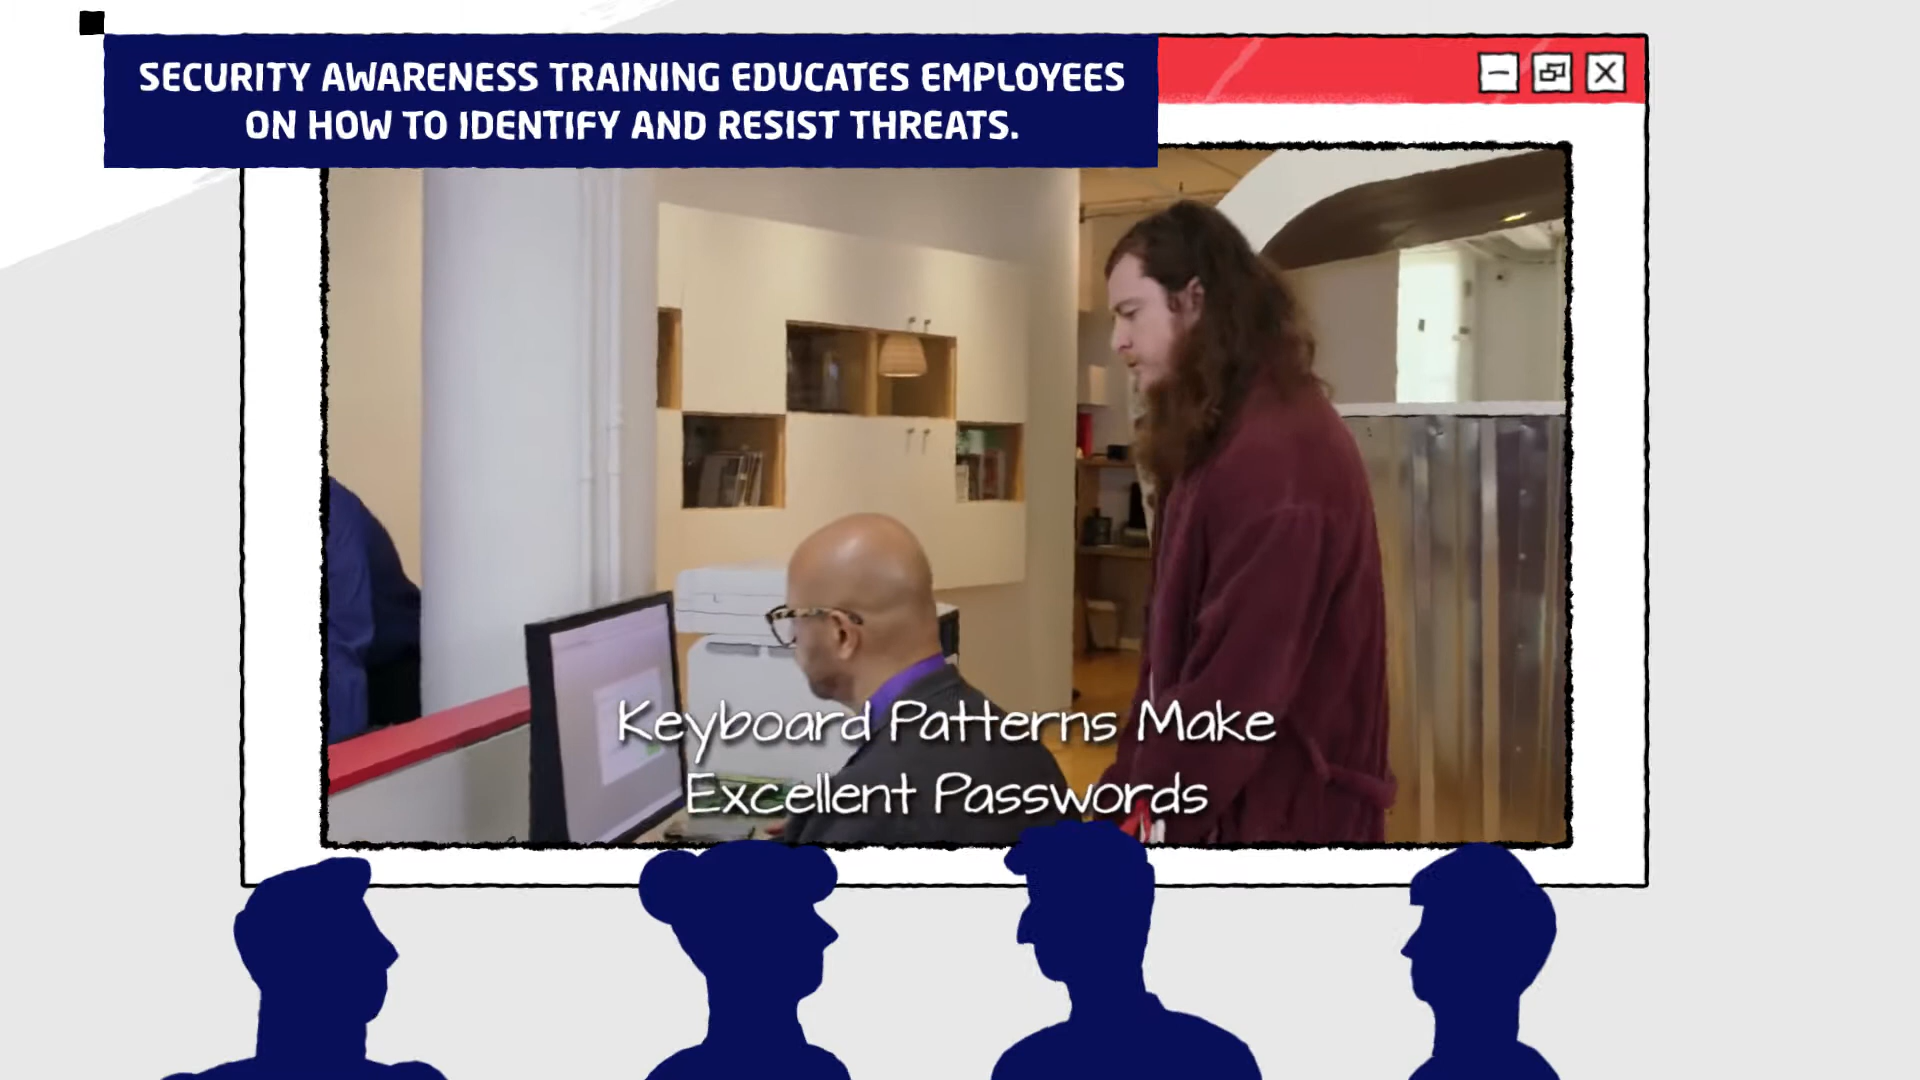 SECURITY AWARENESS TRAINING EDUCATES EMPLOYEES
ON HOW TO IDENTIFY AND RESIST THREATS.
Keyboard Patterns Make
Excellent Passwords